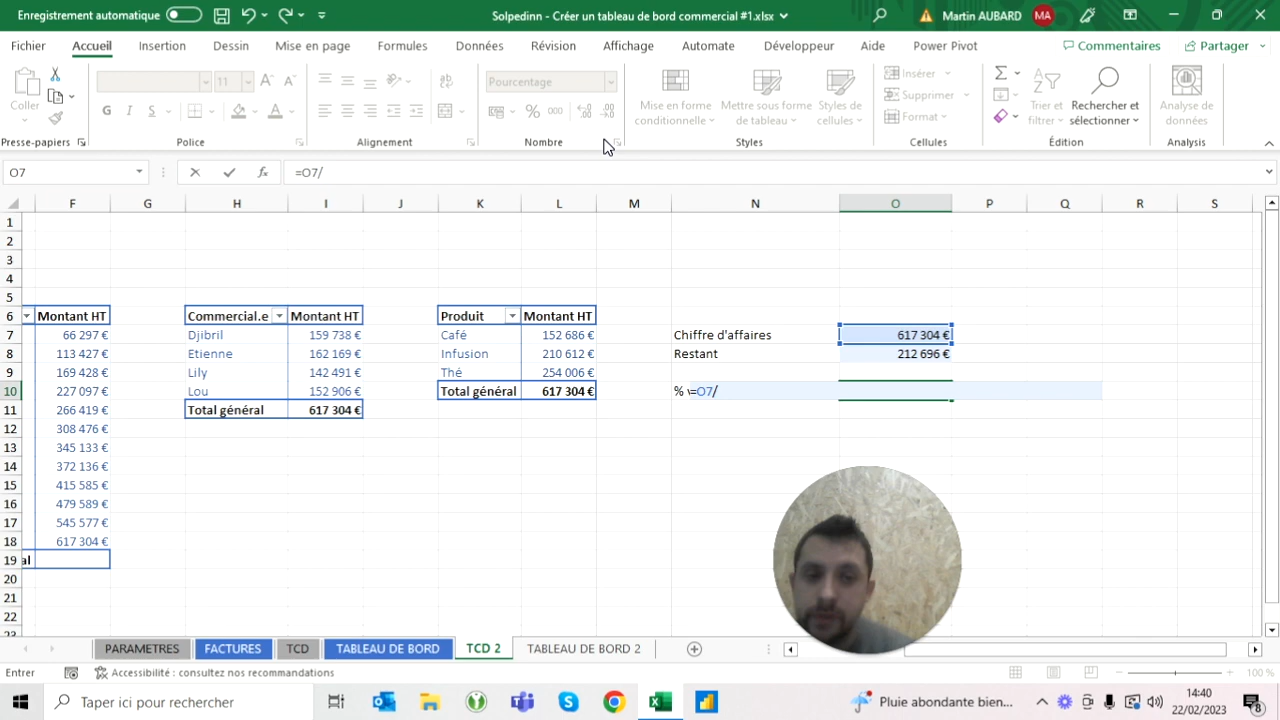 Enregistrement automatique
Solpedinn - Créer un tableau de bord commercial #1.xlsx
Martin AUBARD
MA
Fichier Accueil Insertion Dessin Mise en page Formules Données Révision Affichage Automate Développeur Aide Power Pivot
Commentaires Partager
Coller
11
G I S
Pourcentage
% 000
Mise en forme conditionnelle
Mettre sous forme de tableau
Styles de cellules
Insérer
Supprimer
Format
Trier et filtrer
Rechercher et sélectionner
Analyse de données
Presse-papiers Police Alignement Nombre Styles Cellules Édition Analysis
O7 fx =O7/
F G H I J K L M N O P Q R S
1
2
3
4
5
6 Montant HT Commercial.e Montant HT Produit Montant HT
7 66 297 € Djibril 159 738 € Café 152 686 € Chiffre d'affaires 617 304 €
8 113 427 € Etienne 162 169 € Infusion 210 612 € Restant 212 696 €
9 169 428 € Lily 142 491 € Thé 254 006 €
10 227 097 € Lou 152 906 € Total général 617 304 € % =O7/
11 266 419 € Total général 617 304 €
12 308 476 €
13 345 133 €
14 372 136 €
15 415 585 €
16 479 589 €
17 545 577 €
18 617 304 €
19 al
20
21
22
23
PARAMETRES FACTURES TCD TABLEAU DE BORD TCD 2 TABLEAU DE BORD 2
Entrer Accessibilité : consultez nos recommandations 100 %
Taper ici pour rechercher
Pluie abondante bien...
14:40
22/02/2023
8